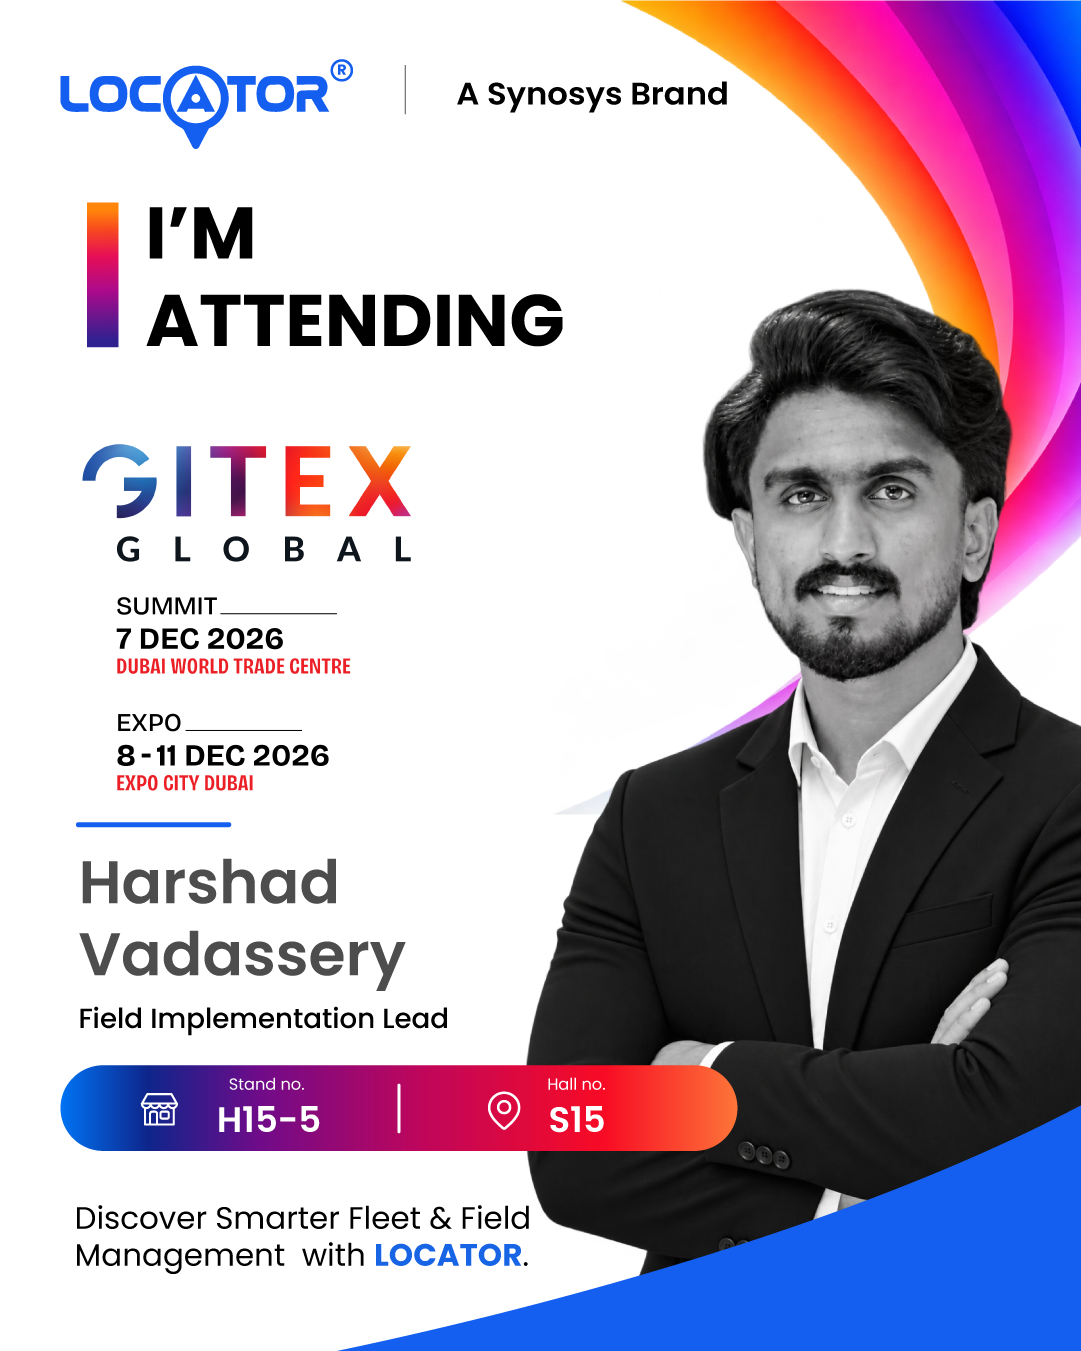 LOCATOR®
A Synosys Brand
I'M
ATTENDING
GITEX
GLOBAL
SUMMIT
7 DEC 2026
DUBAI WORLD TRADE CENTRE
EXPO
8 - 11 DEC 2026
EXPO CITY DUBAI
Harshad
Vadassery
Field Implementation Lead
Stand no.
H15-5
Hall no.
S15
Discover Smarter Fleet & Field
Management with LOCATOR.